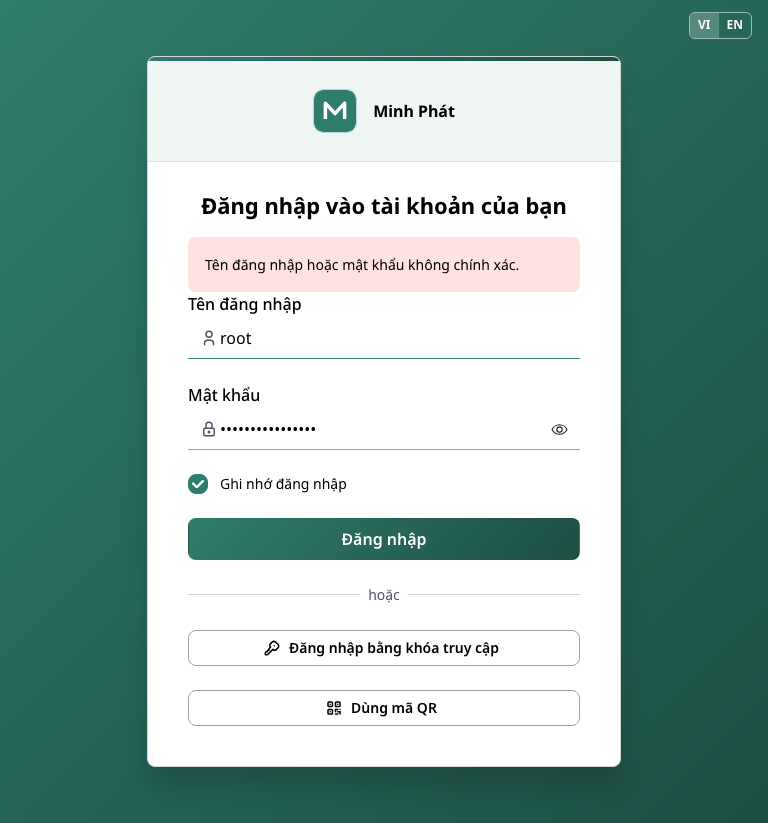 VI EN
Minh Phát
Đăng nhập vào tài khoản của bạn
Tên đăng nhập hoặc mật khẩu không chính xác.
Tên đăng nhập
root
Mật khẩu
••••••••••••••••
Ghi nhớ đăng nhập
Đăng nhập
hoặc
Đăng nhập bằng khóa truy cập
Dùng mã QR